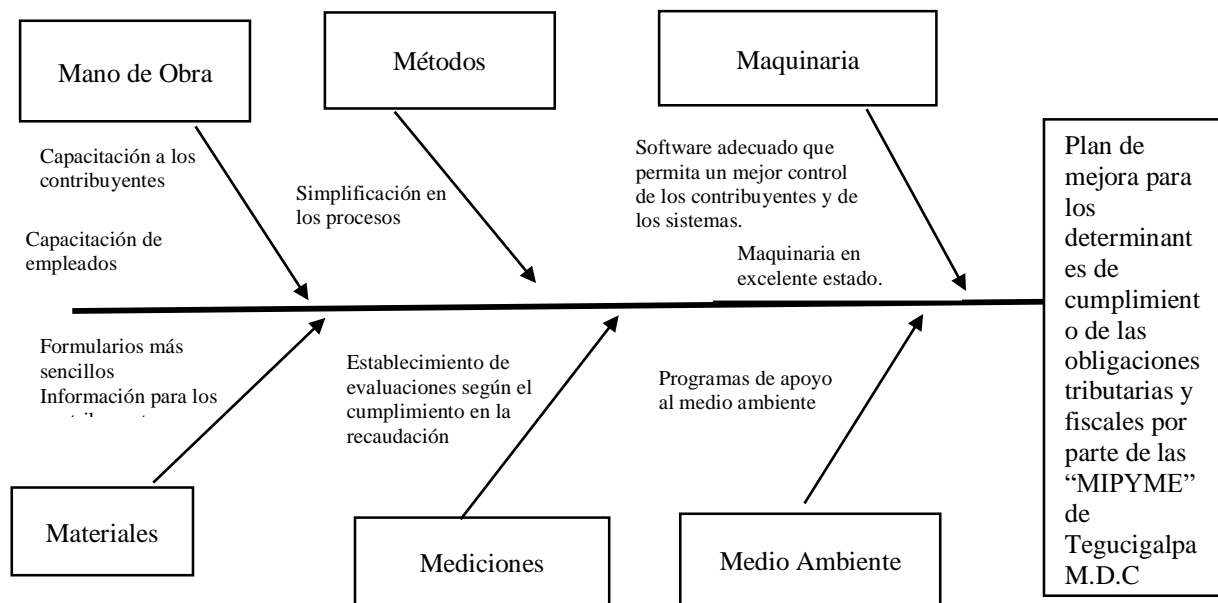 Mano de Obra
Métodos
Maquinaria
Capacitación a los
contribuyentes
Capacitación de
empleados
Simplificación en
los procesos
Software adecuado que
permita un mejor control
de los contribuyentes y de
los sistemas.
Maquinaria en
excelente estado.
Plan de
mejora para
los
determinant
es de
cumplimient
o de las
obligaciones
tributarias y
fiscales por
parte de las
“MIPYME”
de
Tegucigalpa
M.D.C
Formularios más
sencillos
Información para los
Establecimiento de
evaluaciones según el
cumplimiento en la
recaudación
Programas de apoyo
al medio ambiente
Materiales
Mediciones
Medio Ambiente